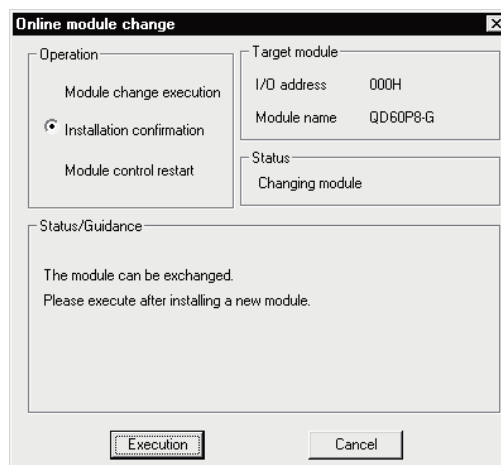 Online module change
Operation
Module change execution
Installation confirmation
Module control restart
Target module
I/O address 000H
Module name QD60P8-G
Status
Changing module
Status/Guidance
The module can be exchanged.
Please execute after installing a new module.
Execution Cancel